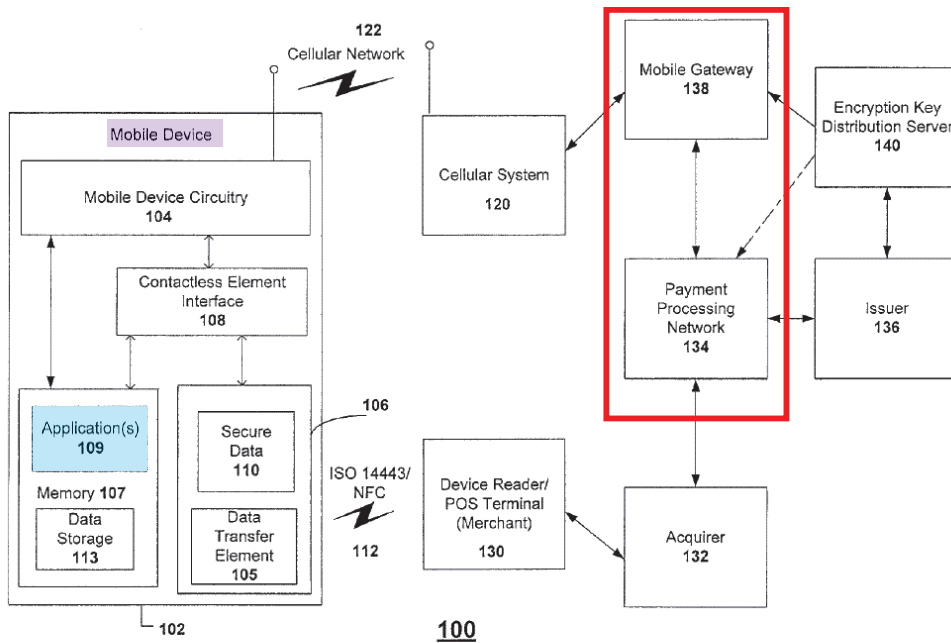 122
Cellular Network
Mobile Device
Mobile Device Circuitry
104
Contactless Element
Interface
108
Application(s)
109
Memory 107
Data
Storage
113
106
Secure
Data
110
Data
Transfer
Element
105
102
ISO 14443/
NFC
112
Cellular System
120
Device Reader/
POS Terminal
(Merchant)
130
Mobile Gateway
138
Encryption Key
Distribution Server
140
Payment
Processing
Network
134
Issuer
136
Acquirer
132
100